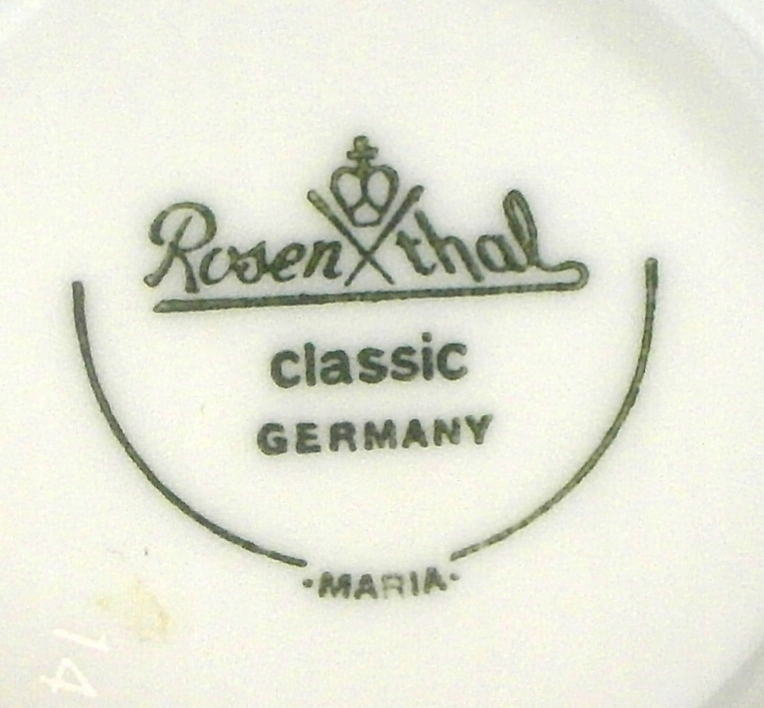 Rosenthal
classic
GERMANY
·MARIA·
14